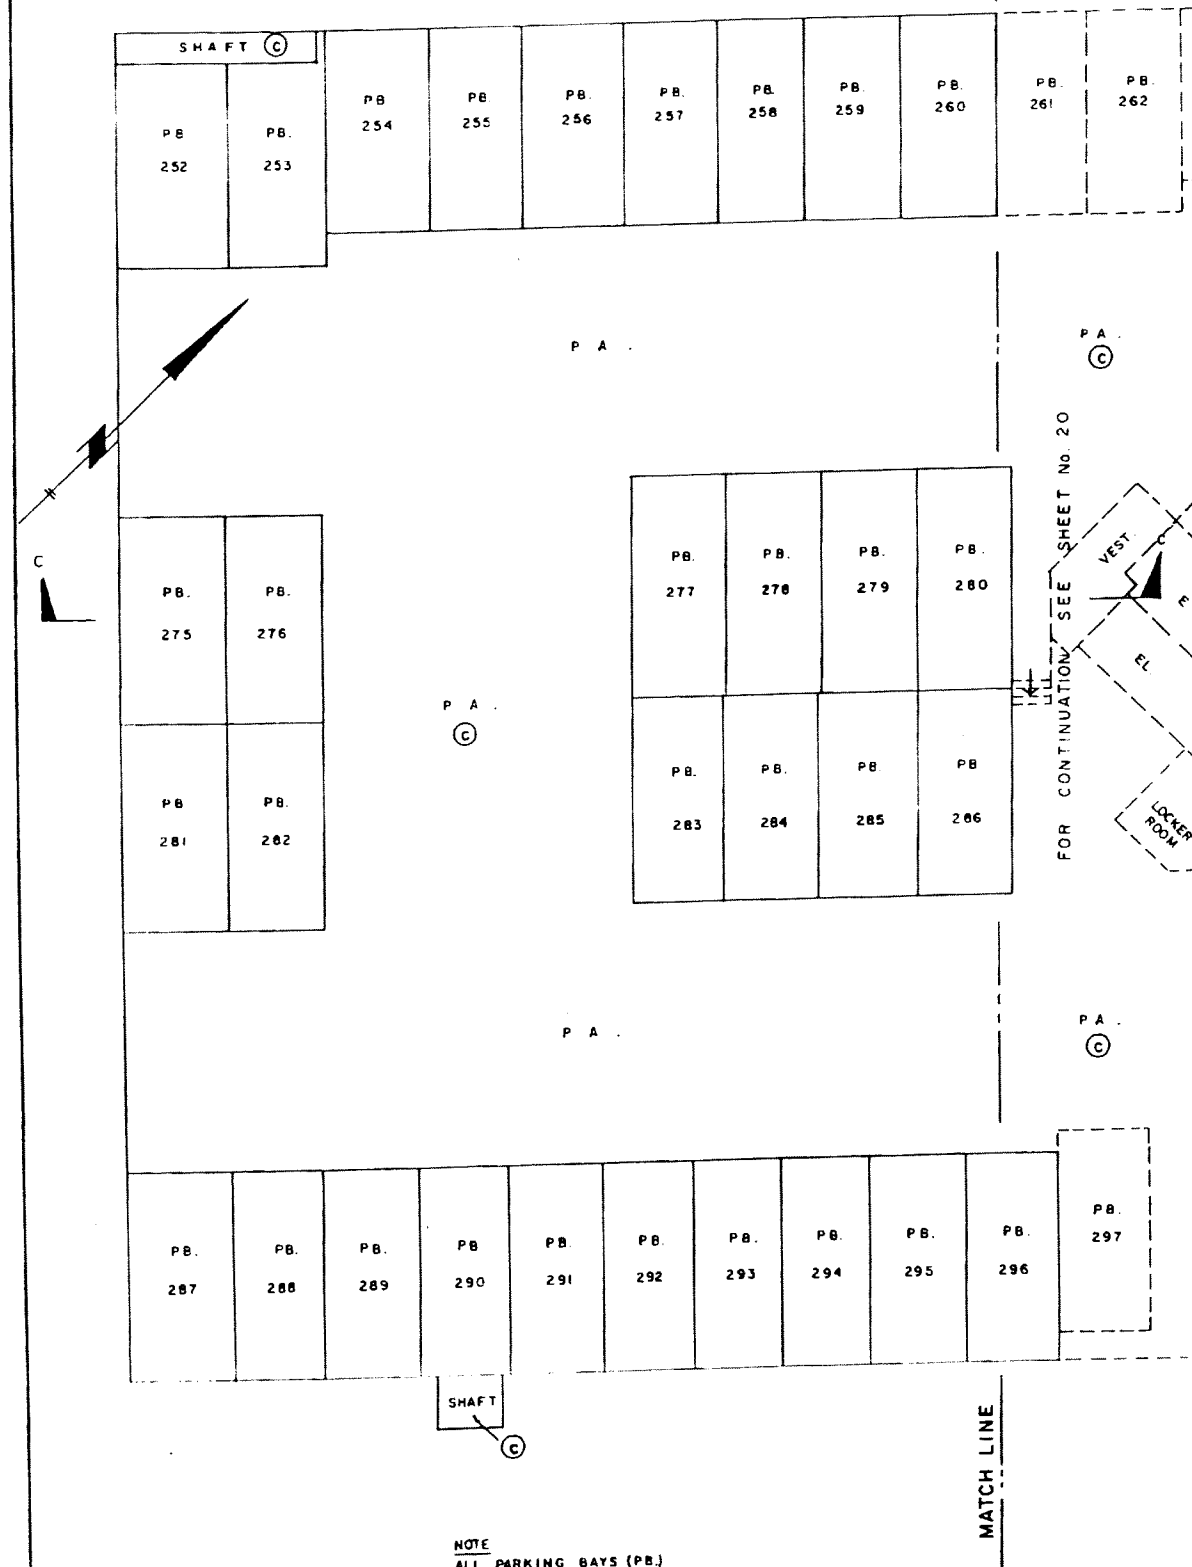 SHAFT C
PB
252
PB.
253
PB
254
PB
255
PB.
256
PB.
257
PB.
258
PB.
259
PB.
260
PB.
261
PB.
262
P A .
P A .
C
FOR CONTINUATION SEE SHEET No. 20
C
VEST.
C
E
EL.
LOCKER
ROOM
PB.
275
PB.
276
PB.
277
PB.
278
PB.
279
PB.
280
P A .
C
PB
281
PB.
282
PB.
283
PB.
284
PB.
285
PB
286
P A .
P A .
C
PB.
287
PB.
288
PB.
289
PB
290
PB.
291
PB.
292
PB.
293
PB.
294
PB.
295
PB.
296
PB.
297
SHAFT
C
MATCH LINE
NOTE
ALL PARKING BAYS (PB.)